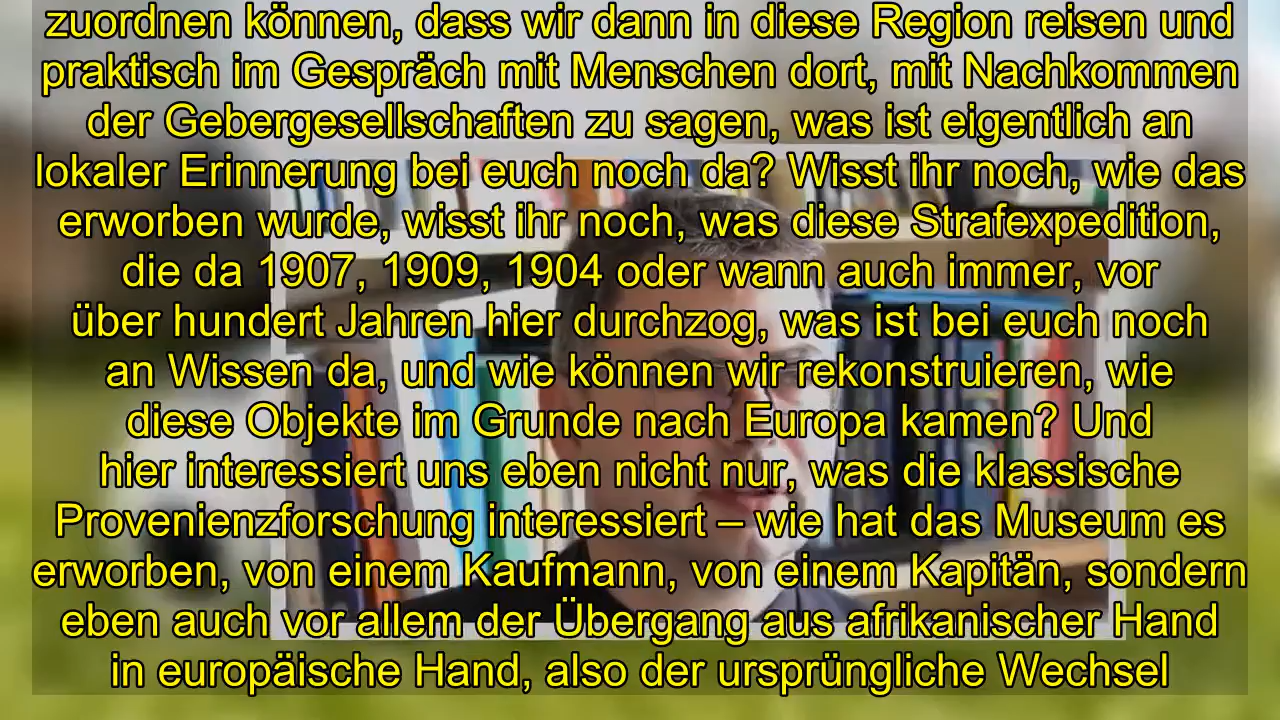 zuordnen können, dass wir dann in diese Region reisen und
praktisch im Gespräch mit Menschen dort, mit Nachkommen
der Gebergesellschaften zu sagen, was ist eigentlich an
lokaler Erinnerung bei euch noch da? Wisst ihr noch, wie das
erworben wurde, wisst ihr noch, was diese Strafexpedition,
die da 1907, 1909, 1904 oder wann auch immer, vor
über hundert Jahren hier durchzog, was ist bei euch noch
an Wissen da, und wie können wir rekonstruieren, wie
diese Objekte im Grunde nach Europa kamen? Und
hier interessiert uns eben nicht nur, was die klassische
Provenienzforschung interessiert – wie hat das Museum es
erworben, von einem Kaufmann, von einem Kapitän, sondern
eben auch vor allem der Übergang aus afrikanischer Hand
in europäische Hand, also der ursprüngliche Wechsel